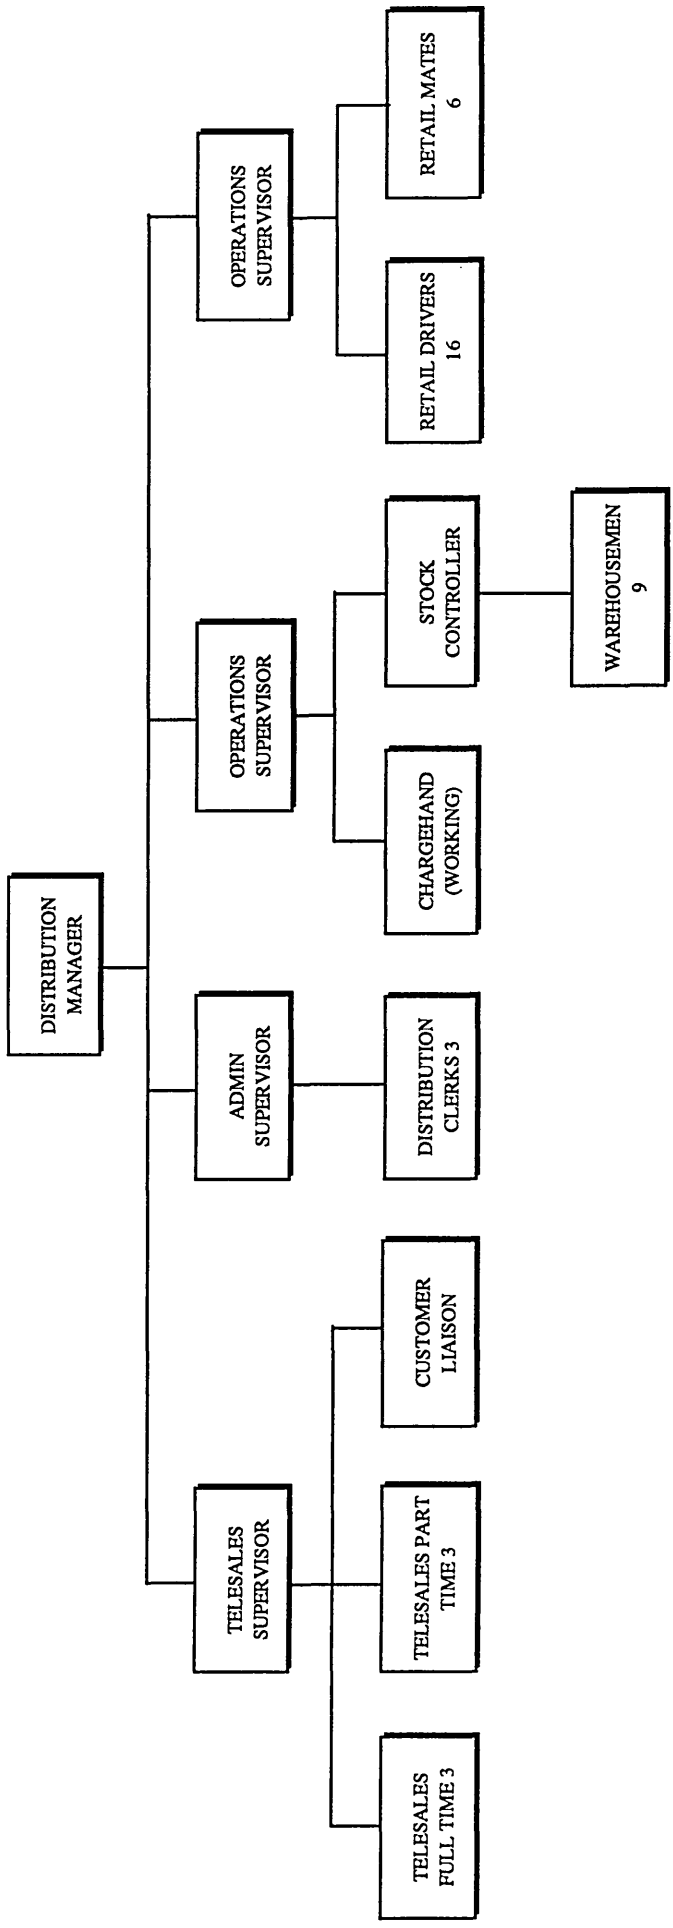 DISTRIBUTION
MANAGER
TELESALES
SUPERVISOR
ADMIN
SUPERVISOR
OPERATIONS
SUPERVISOR
OPERATIONS
SUPERVISOR
TELESALES
FULL TIME 3
TELESALES PART
TIME 3
CUSTOMER
LIAISON
DISTRIBUTION
CLERKS 3
CHARGEHAND
(WORKING)
STOCK
CONTROLLER
RETAIL DRIVERS
16
RETAIL MATES
6
WAREHOUSEMEN
9